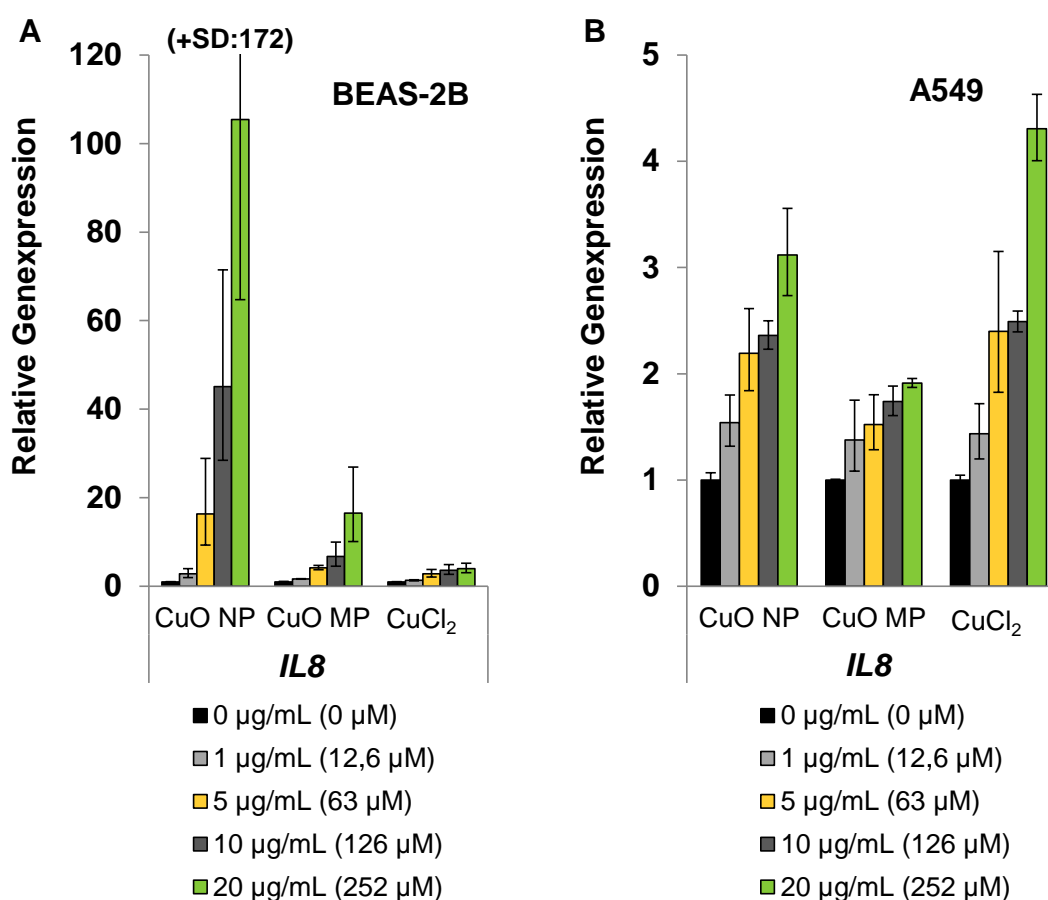 A
(+SD:172)
BEAS-2B
Relative Genexpression
120
100
80
60
40
20
0
CuO NP CuO MP CuCl₂
IL8
■ 0 µg/mL (0 µM)
■ 1 µg/mL (12,6 µM)
■ 5 µg/mL (63 µM)
■ 10 µg/mL (126 µM)
■ 20 µg/mL (252 µM)
B
A549
Relative Genexpression
5
4
3
2
1
0
CuO NP CuO MP CuCl₂
IL8
■ 0 µg/mL (0 µM)
■ 1 µg/mL (12,6 µM)
■ 5 µg/mL (63 µM)
■ 10 µg/mL (126 µM)
■ 20 µg/mL (252 µM)